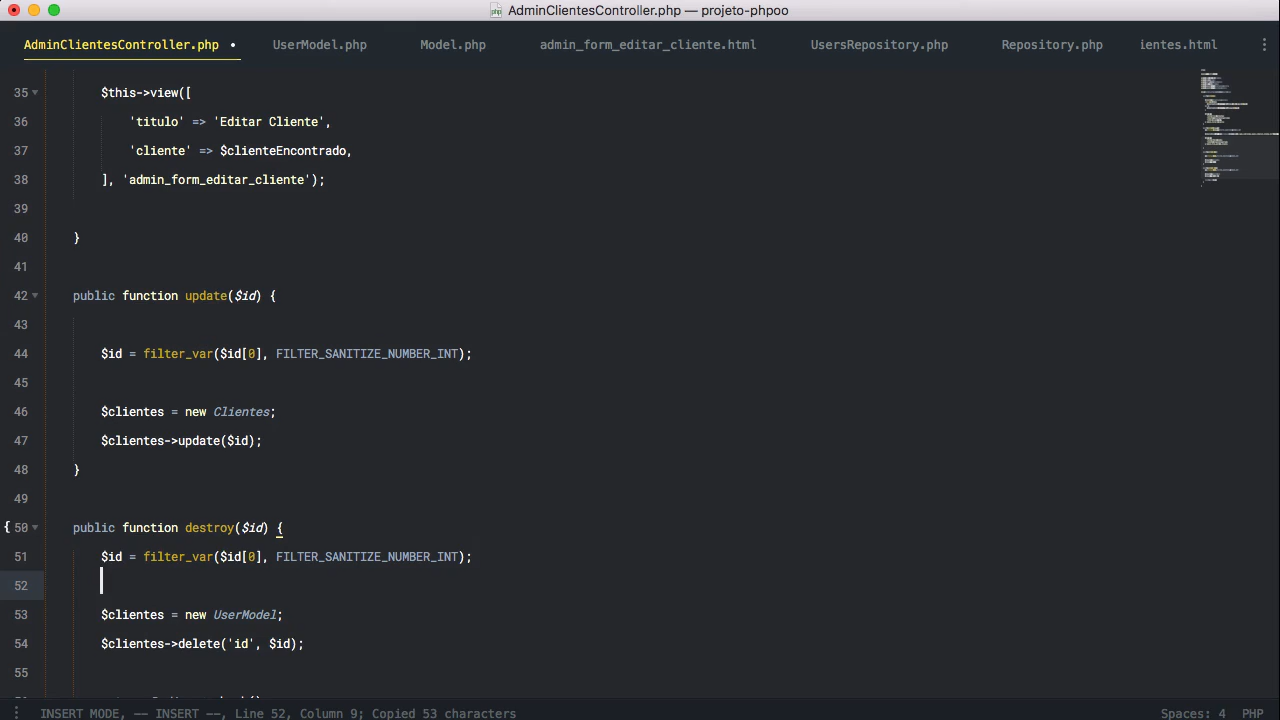 AdminClientesController.php — projeto-phpoo
AdminClientesController.php • UserModel.php Model.php admin_form_editar_cliente.html UsersRepository.php Repository.php ientes.html
35 $this->view([
36 'titulo' => 'Editar Cliente',
37 'cliente' => $clienteEncontrado,
38 ], 'admin_form_editar_cliente');
39
40 }
41
42 public function update($id) {
43
44 $id = filter_var($id[0], FILTER_SANITIZE_NUMBER_INT);
45
46 $clientes = new Clientes;
47 $clientes->update($id);
48 }
49
{ 50 public function destroy($id) {
51 $id = filter_var($id[0], FILTER_SANITIZE_NUMBER_INT);
52
53 $clientes = new UserModel;
54 $clientes->delete('id', $id);
55
INSERT MODE, -- INSERT --, Line 52, Column 9; Copied 53 characters Spaces: 4 PHP